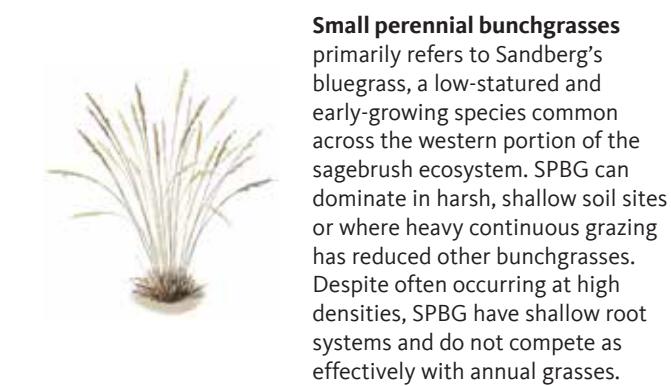 Small perennial bunchgrasses
primarily refers to Sandberg's
bluegrass, a low-statured and
early-growing species common
across the western portion of the
sagebrush ecosystem. SPBG can
dominate in harsh, shallow soil sites
or where heavy continuous grazing
has reduced other bunchgrasses.
Despite often occurring at high
densities, SPBG have shallow root
systems and do not compete as
effectively with annual grasses.